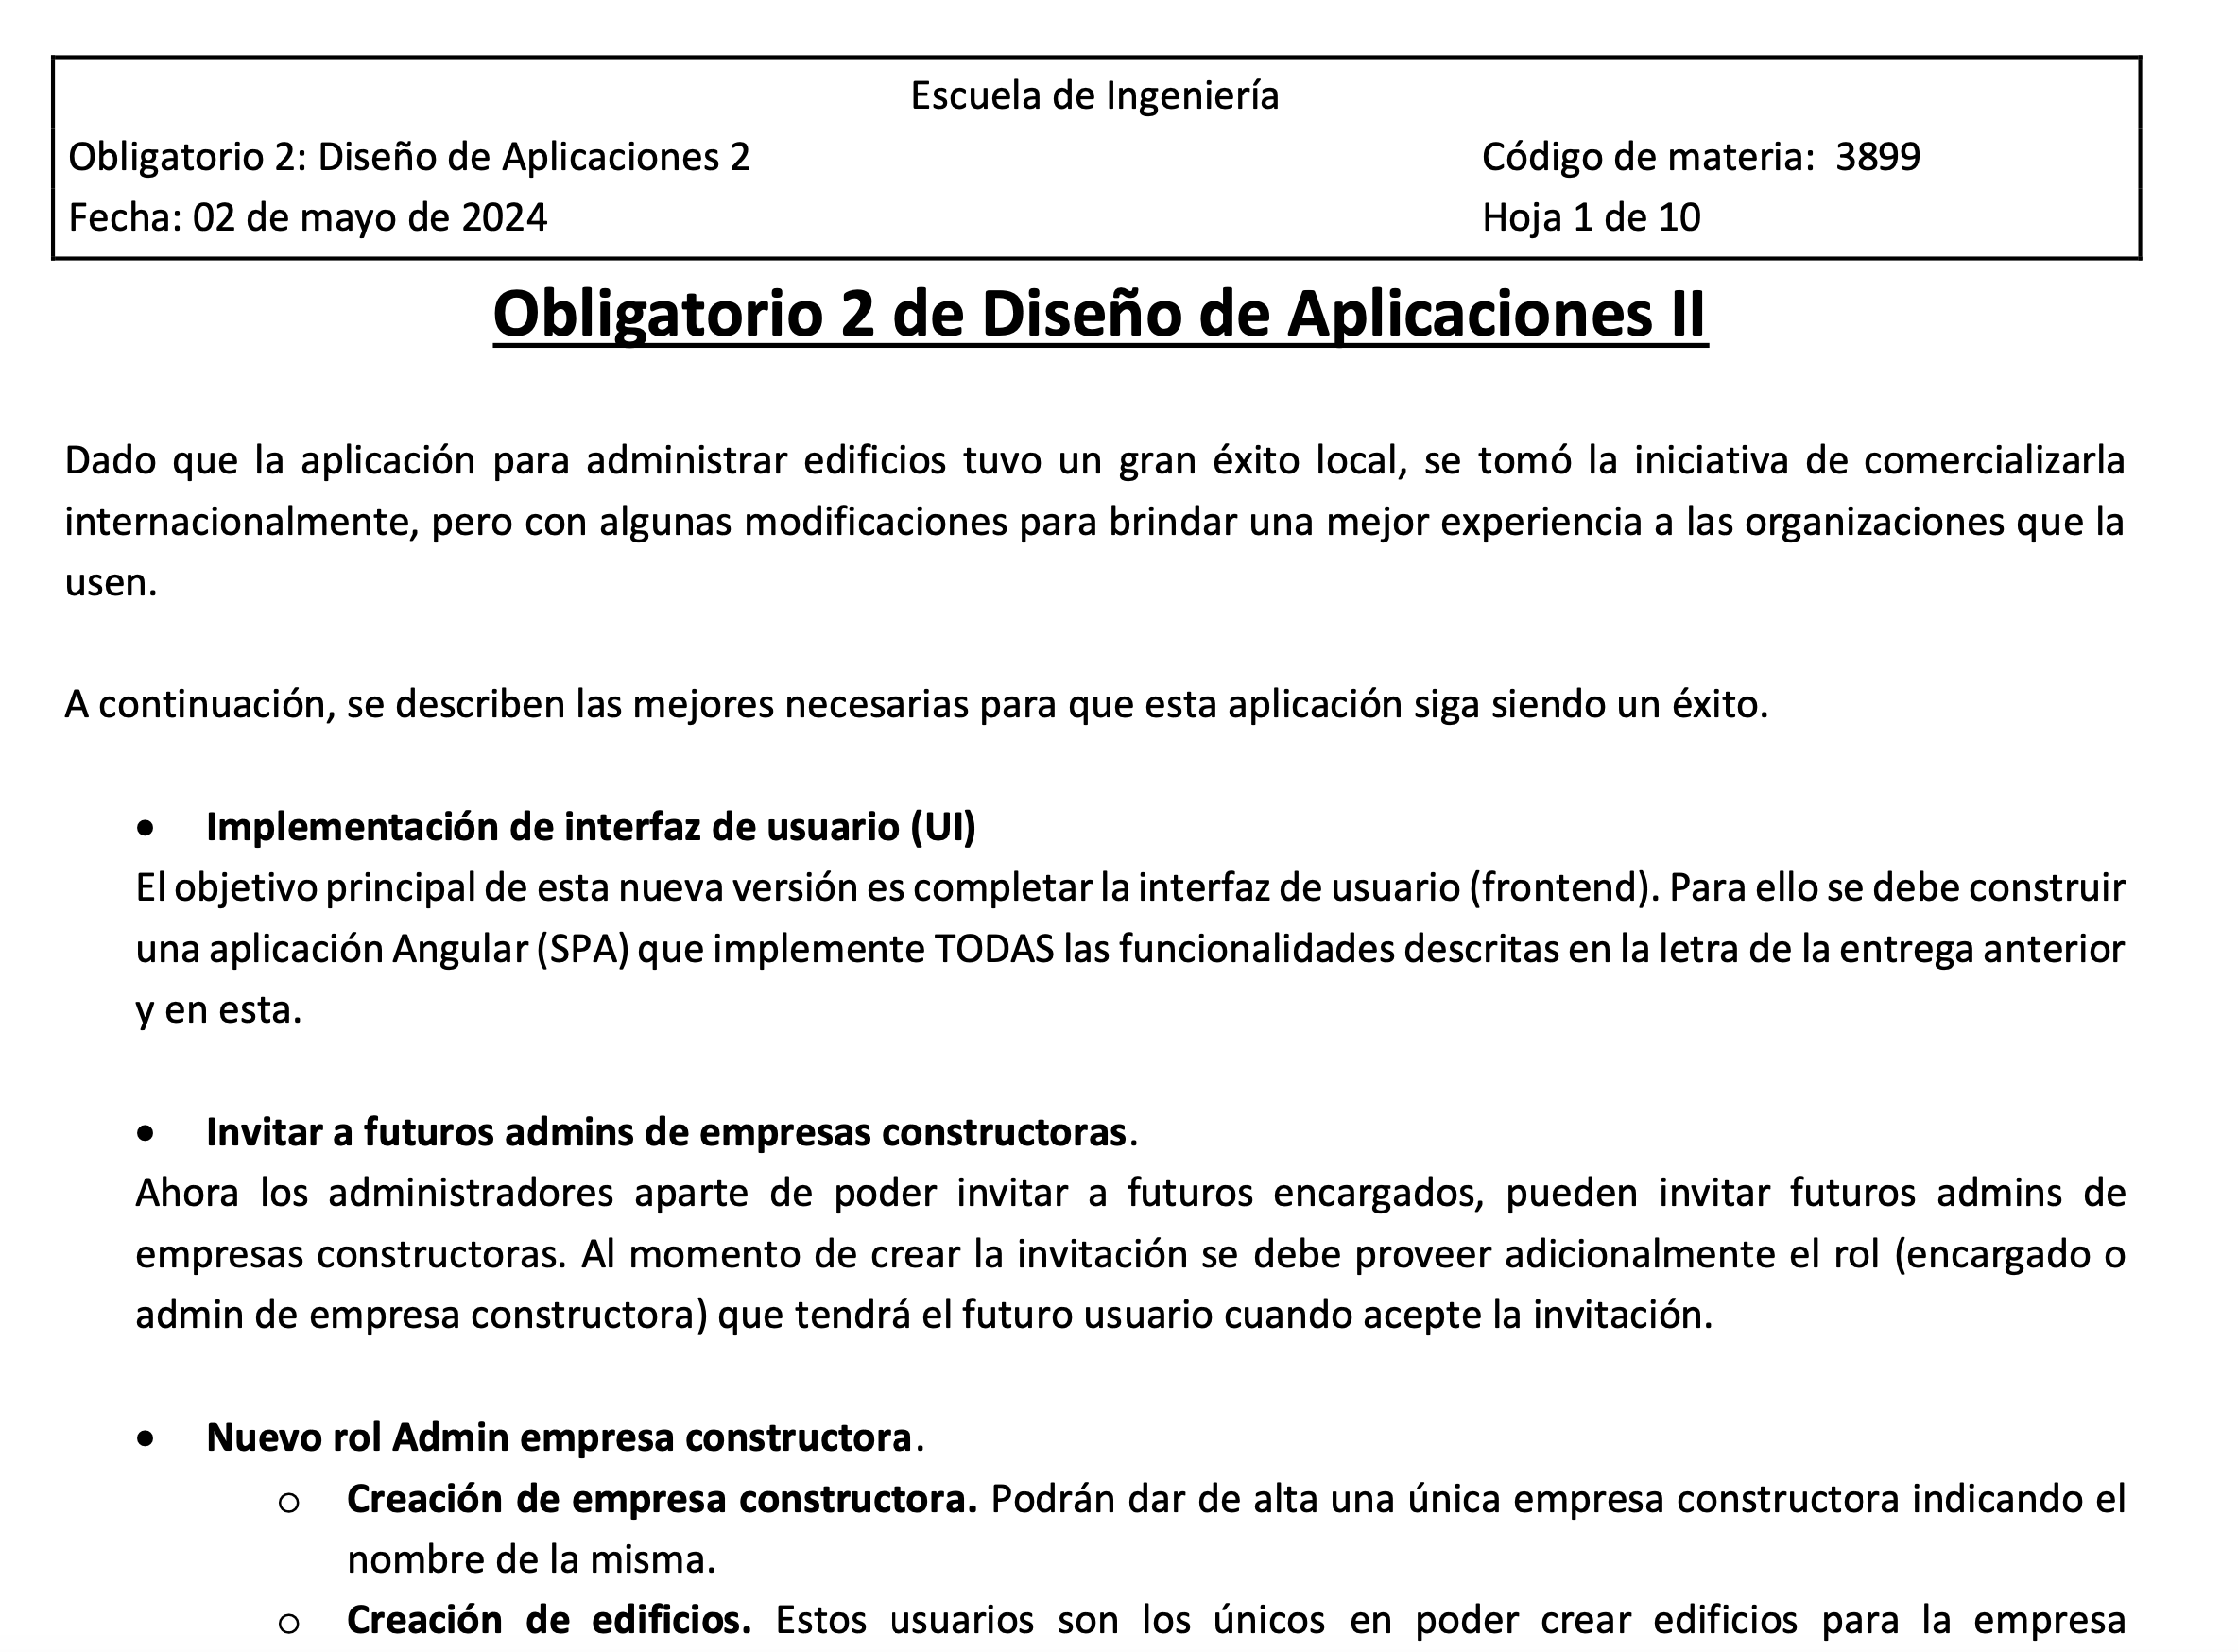 Escuela de Ingeniería
Obligatorio 2: Diseño de Aplicaciones 2 Código de materia: 3899
Fecha: 02 de mayo de 2024 Hoja 1 de 10
Obligatorio 2 de Diseño de Aplicaciones II
Dado que la aplicación para administrar edificios tuvo un gran éxito local, se tomó la iniciativa de comercializarla
internacionalmente, pero con algunas modificaciones para brindar una mejor experiencia a las organizaciones que la
usen.
A continuación, se describen las mejores necesarias para que esta aplicación siga siendo un éxito.
• Implementación de interfaz de usuario (UI)
El objetivo principal de esta nueva versión es completar la interfaz de usuario (frontend). Para ello se debe construir
una aplicación Angular (SPA) que implemente TODAS las funcionalidades descritas en la letra de la entrega anterior
y en esta.
• Invitar a futuros admins de empresas constructoras.
Ahora los administradores aparte de poder invitar a futuros encargados, pueden invitar futuros admins de
empresas constructoras. Al momento de crear la invitación se debe proveer adicionalmente el rol (encargado o
admin de empresa constructora) que tendrá el futuro usuario cuando acepte la invitación.
• Nuevo rol Admin empresa constructora.
○ Creación de empresa constructora. Podrán dar de alta una única empresa constructora indicando el
nombre de la misma.
○ Creación de edificios. Estos usuarios son los únicos en poder crear edificios para la empresa